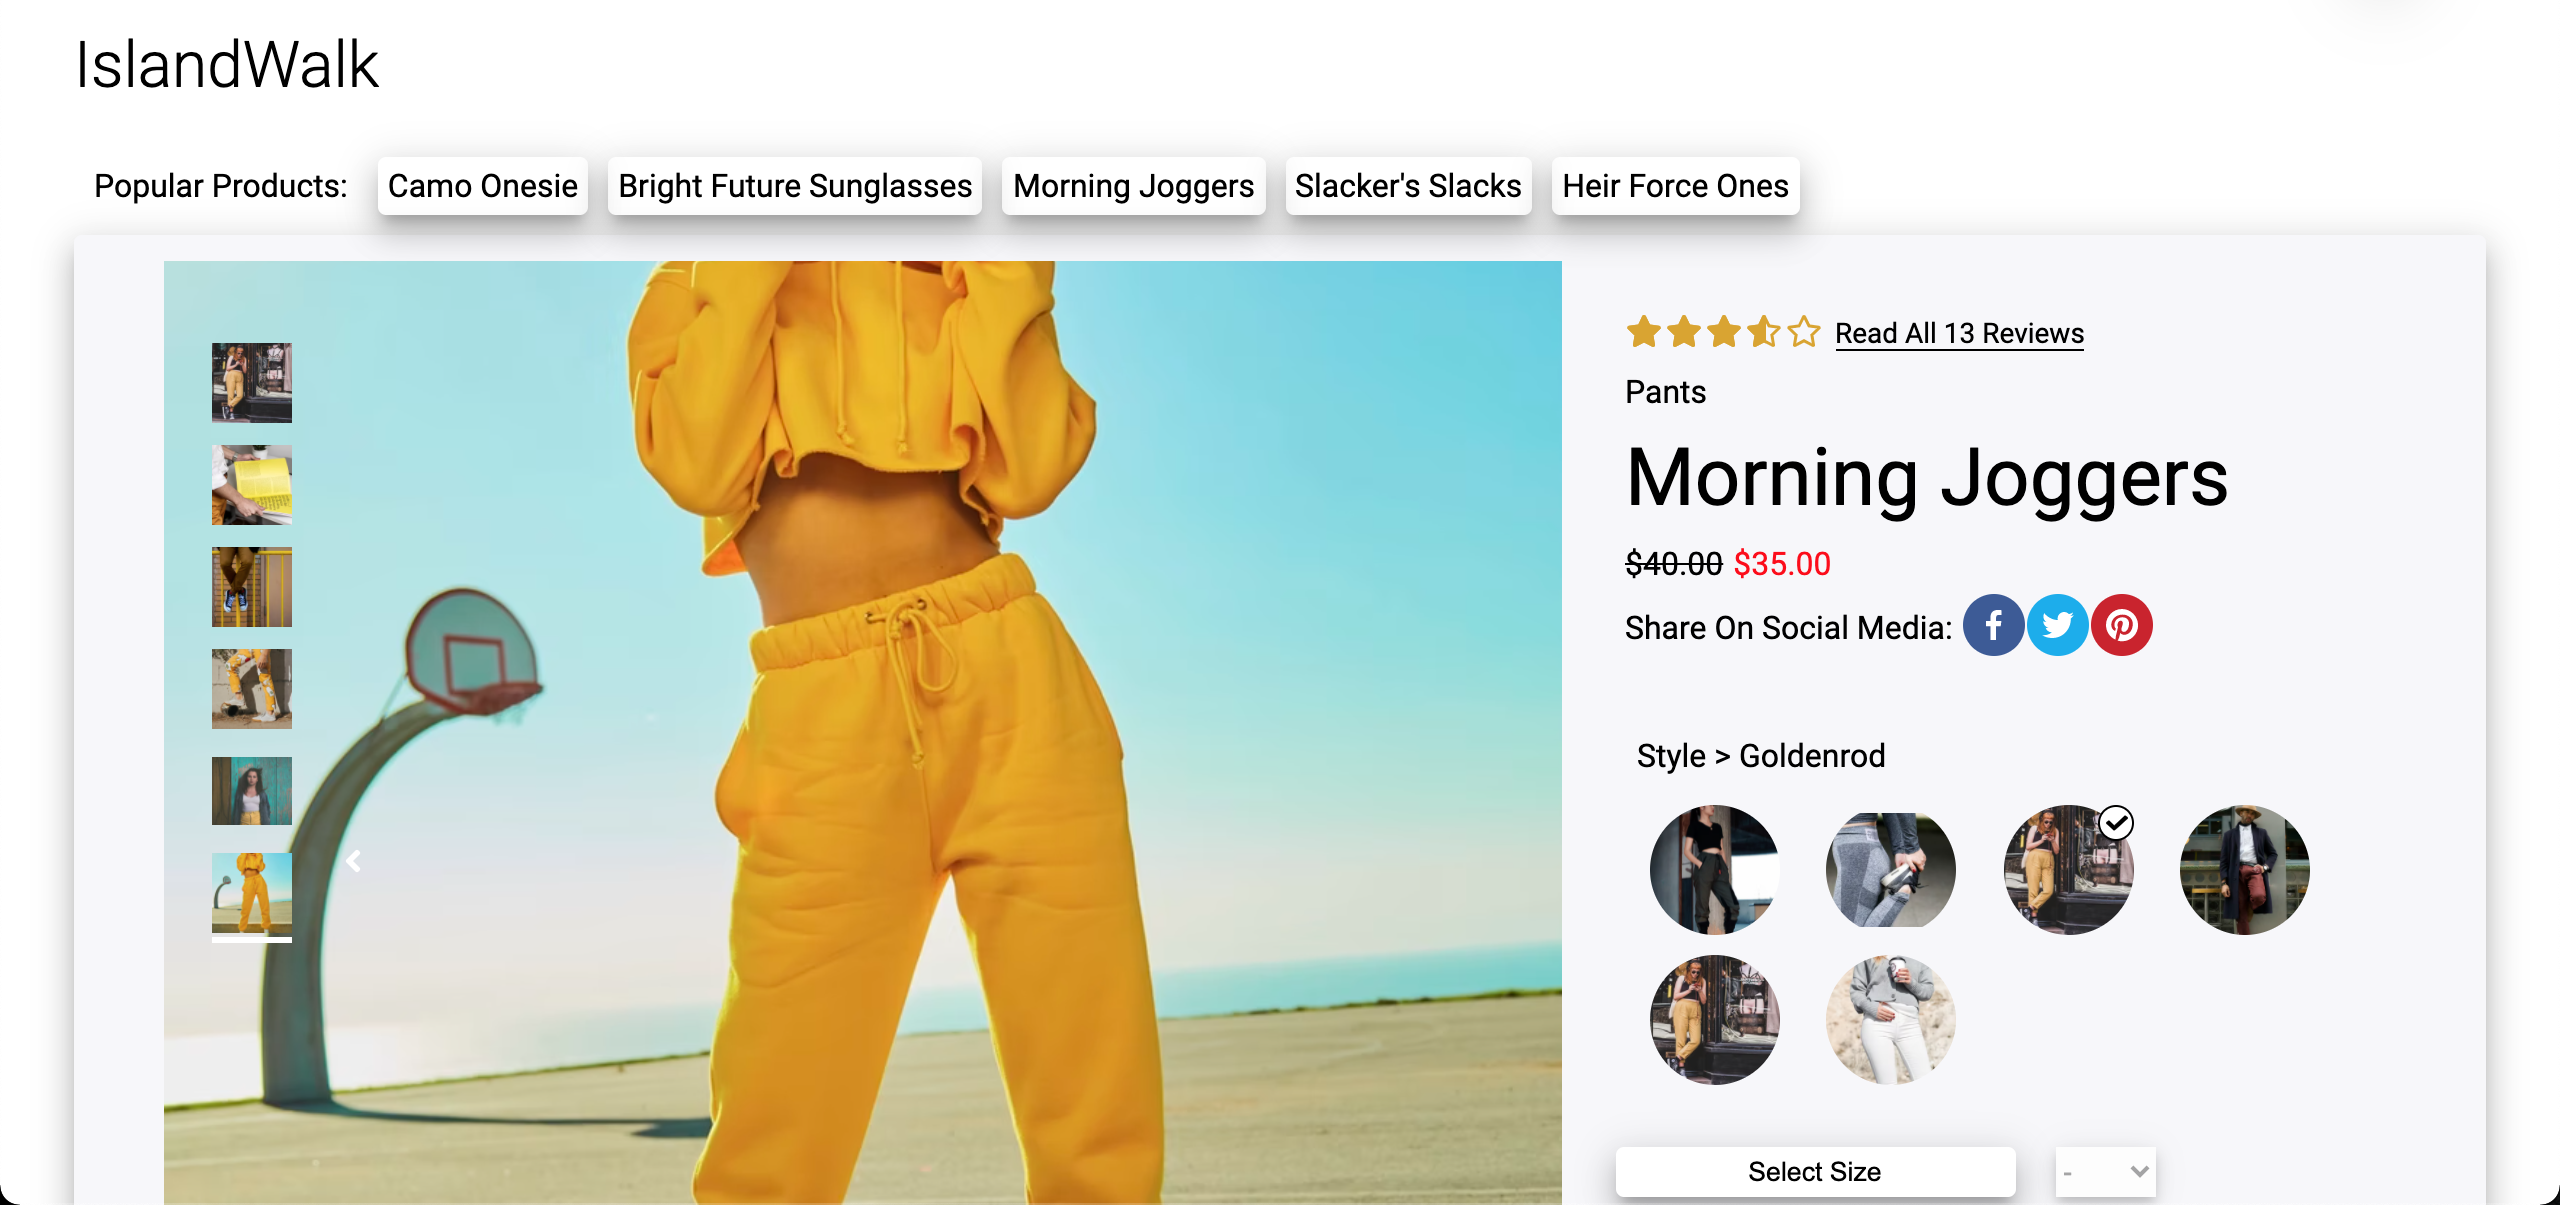 IslandWalk
Popular Products: Camo Onesie Bright Future Sunglasses Morning Joggers Slacker's Slacks Heir Force Ones
Read All 13 Reviews
Pants
Morning Joggers
$40.00 $35.00
Share On Social Media:
Style > Goldenrod
Select Size -